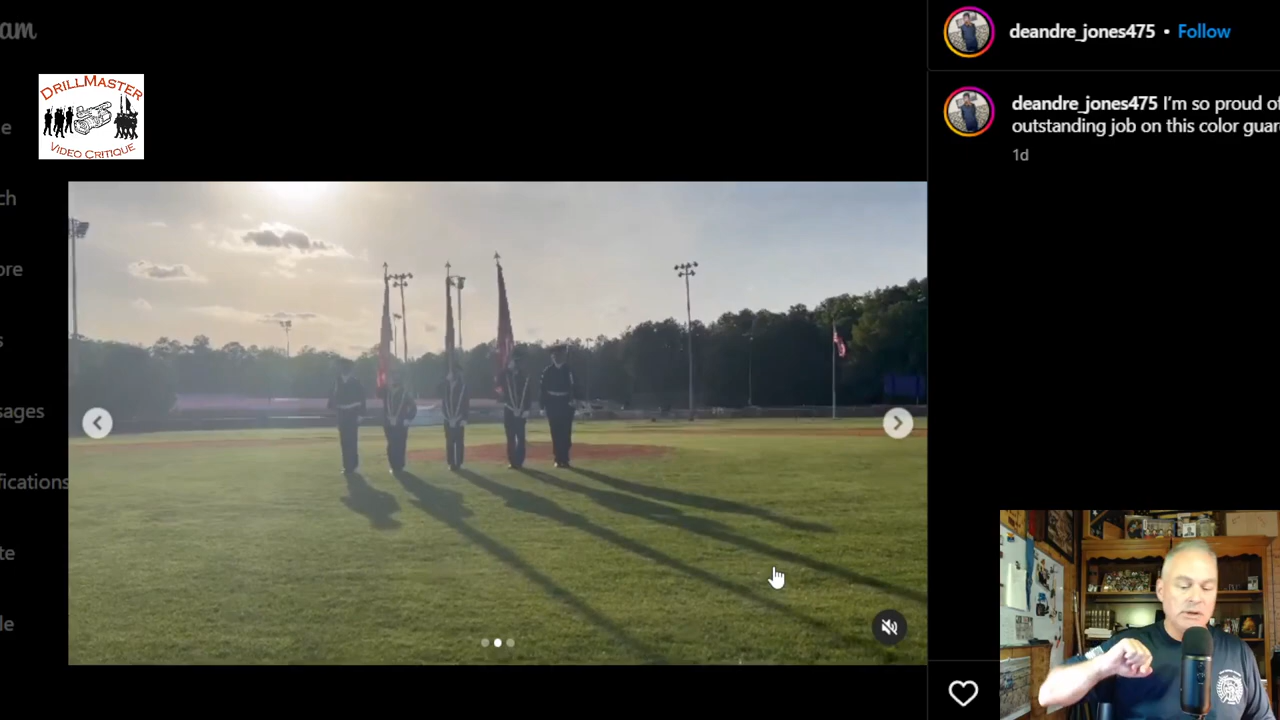 am
DRILLMASTER
VIDEO CRITIQUE
deandre_jones475 • Follow
deandre_jones475 I'm so proud of
outstanding job on this color guar
1d
e
ch
ore
s
sages
fications
te
le